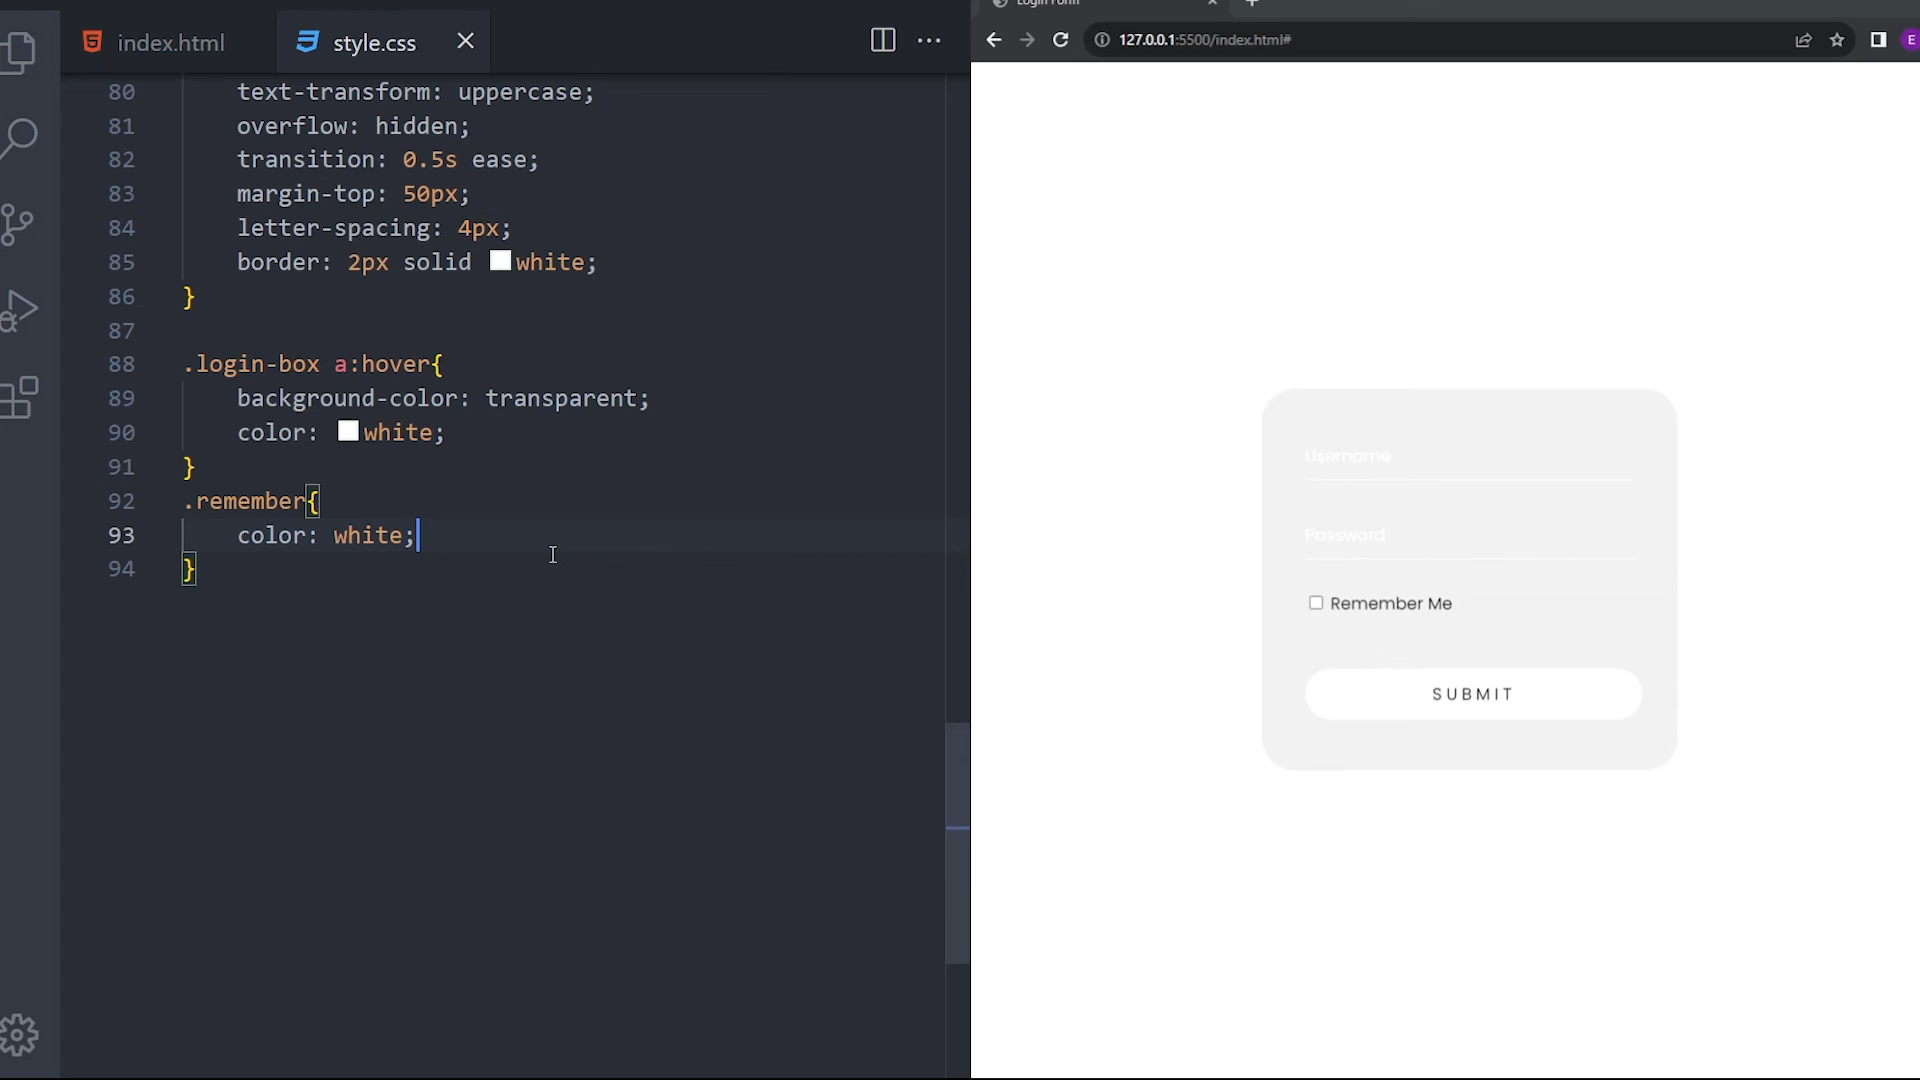 index.html
style.css
80 text-transform: uppercase;
81 overflow: hidden;
82 transition: 0.5s ease;
83 margin-top: 50px;
84 letter-spacing: 4px;
85 border: 2px solid white;
86 }
87
88 .login-box a:hover{
89 background-color: transparent;
90 color: white;
91 }
92 .remember{
93 color: white;
94 }
Login Form
127.0.0.1:5500/index.html#
E
Username
Password
Remember Me
SUBMIT